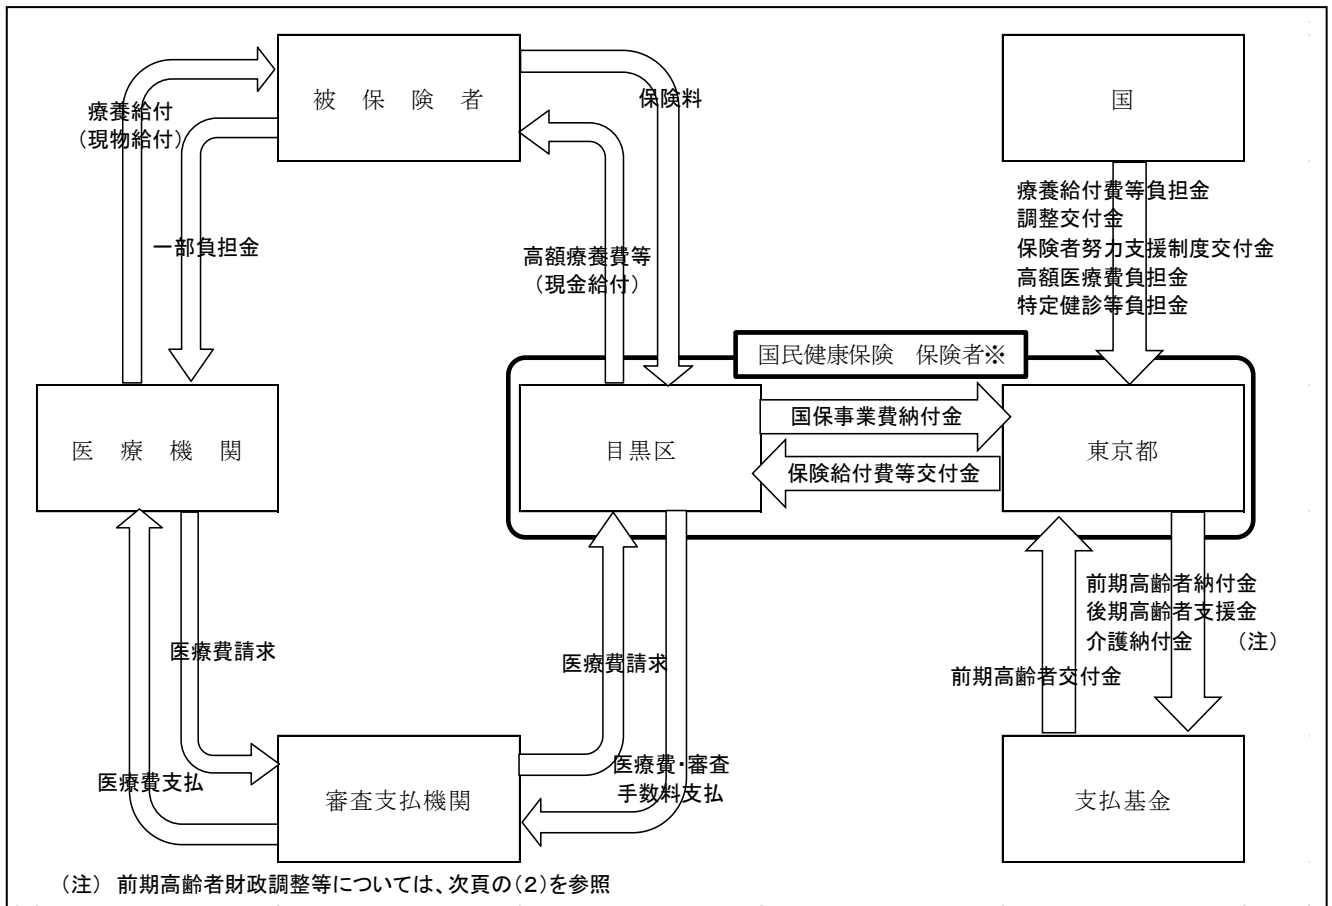 被 保 険 者
国
療養給付
（現物給付）
保険料
一部負担金
高額療養費等
（現金給付）
療養給付費等負担金
調整交付金
保険者努力支援制度交付金
高額医療費負担金
特定健診等負担金
国民健康保険　保険者※
医 療 機 関
目黒区
国保事業費納付金
保険給付費等交付金
東京都
医療費請求
医療費支払
医療費請求
医療費・審査
手数料支払
前期高齢者交付金
前期高齢者納付金
後期高齢者支援金
介護納付金　　（注）
審査支払機関
支払基金
（注）　前期高齢者財政調整等については、次頁の（２）を参照